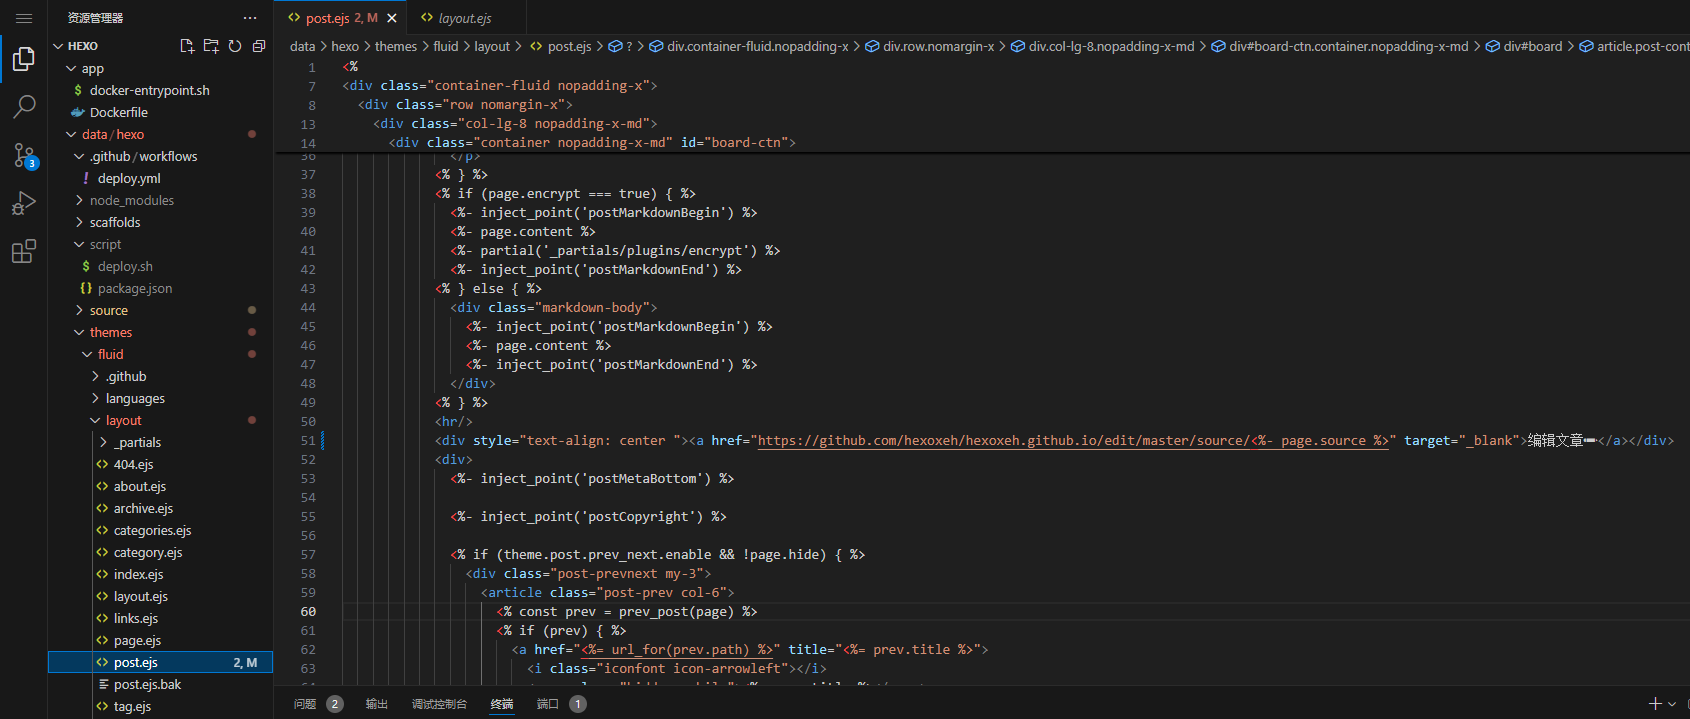 资源管理器
HEXO
app
docker-entrypoint.sh
Dockerfile
data/hexo
.github/workflows
deploy.yml
node_modules
scaffolds
script
deploy.sh
package.json
source
themes
fluid
.github
languages
layout
_partials
404.ejs
about.ejs
archive.ejs
categories.ejs
category.ejs
index.ejs
layout.ejs
links.ejs
page.ejs
post.ejs 2, M
post.ejs.bak
tag.ejs
3
post.ejs 2, M
layout.ejs
data > hexo > themes > fluid > layout > post.ejs > ? > div.container-fluid.nopadding-x > div.row.nomargin-x > div.col-lg-8.nopadding-x-md > div#board-ctn.container.nopadding-x-md > div#board > article.post-cont
1 <%
7 <div class="container-fluid nopadding-x">
8 <div class="row nomargin-x">
13 <div class="col-lg-8 nopadding-x-md">
14 <div class="container nopadding-x-md" id="board-ctn">
36 </p>
37 <% } %>
38 <% if (page.encrypt === true) { %>
39 <%- inject_point('postMarkdownBegin') %>
40 <%- page.content %>
41 <%- partial('_partials/plugins/encrypt') %>
42 <%- inject_point('postMarkdownEnd') %>
43 <% } else { %>
44 <div class="markdown-body">
45 <%- inject_point('postMarkdownBegin') %>
46 <%- page.content %>
47 <%- inject_point('postMarkdownEnd') %>
48 </div>
49 <% } %>
50 <hr/>
51 <div style="text-align: center "><a href="https://github.com/hexoxeh/hexoxeh.github.io/edit/master/source/<%- page.source %>" target="_blank">编辑文章</a></div>
52 <div>
53 <%- inject_point('postMetaBottom') %>
54
55 <%- inject_point('postCopyright') %>
56
57 <% if (theme.post.prev_next.enable && !page.hide) { %>
58 <div class="post-prevnext my-3">
59 <article class="post-prev col-6">
60 <% const prev = prev_post(page) %>
61 <% if (prev) { %>
62 <a href="<%= url_for(prev.path) %>" title="<%= prev.title %>">
63 <i class="iconfont icon-arrowleft"></i>
问题 2 输出 调试控制台 终端 端口 1